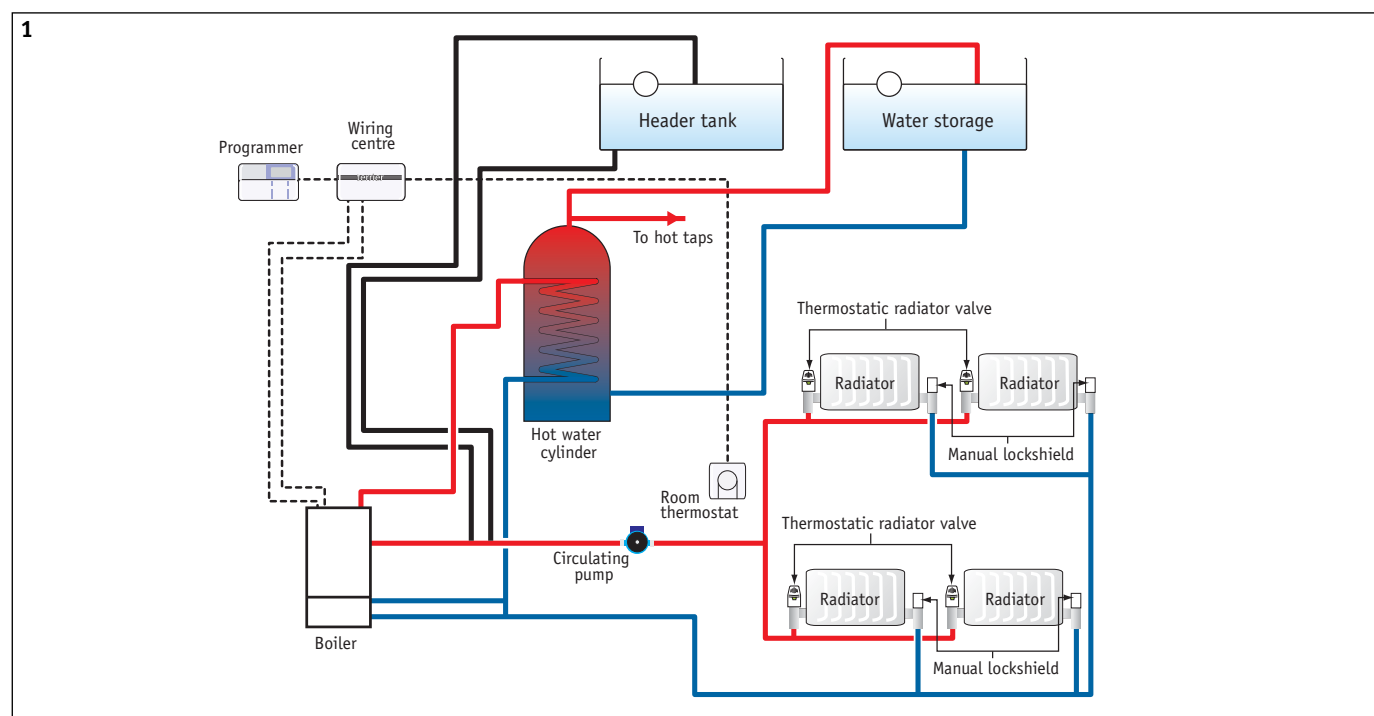 1
Header tank
Water storage
Wiring
centre
Programmer
terrier
To hot taps
Thermostatic radiator valve
Radiator
Radiator
Hot water
cylinder
Manual lockshield
Room
thermostat
Thermostatic radiator valve
Circulating
pump
Radiator
Radiator
Boiler
Manual lockshield